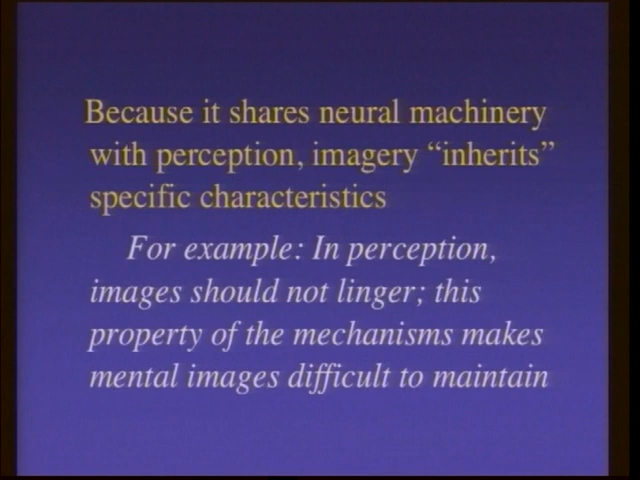 Because it shares neural machinery
with perception, imagery “inherits”
specific characteristics
For example: In perception,
images should not linger; this
property of the mechanisms makes
mental images difficult to maintain